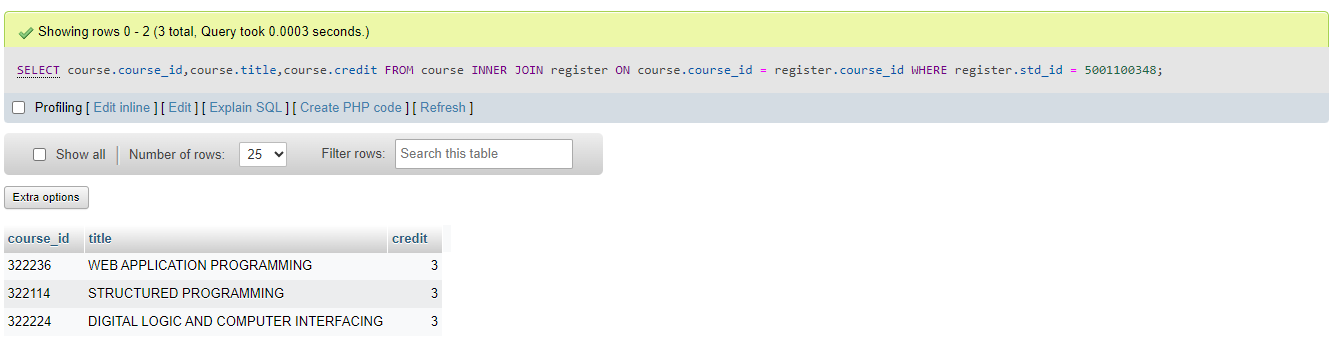 Showing rows 0 - 2 (3 total, Query took 0.0003 seconds.)
SELECT course.course_id,course.title,course.credit FROM course INNER JOIN register ON course.course_id = register.course_id WHERE register.std_id = 5001100348;
Profiling [ Edit inline ] [ Edit ] [ Explain SQL ] [ Create PHP code ] [ Refresh ]
Show all Number of rows: 25 Filter rows: Search this table
Extra options
course_id title credit
322236 WEB APPLICATION PROGRAMMING 3
322114 STRUCTURED PROGRAMMING 3
322224 DIGITAL LOGIC AND COMPUTER INTERFACING 3